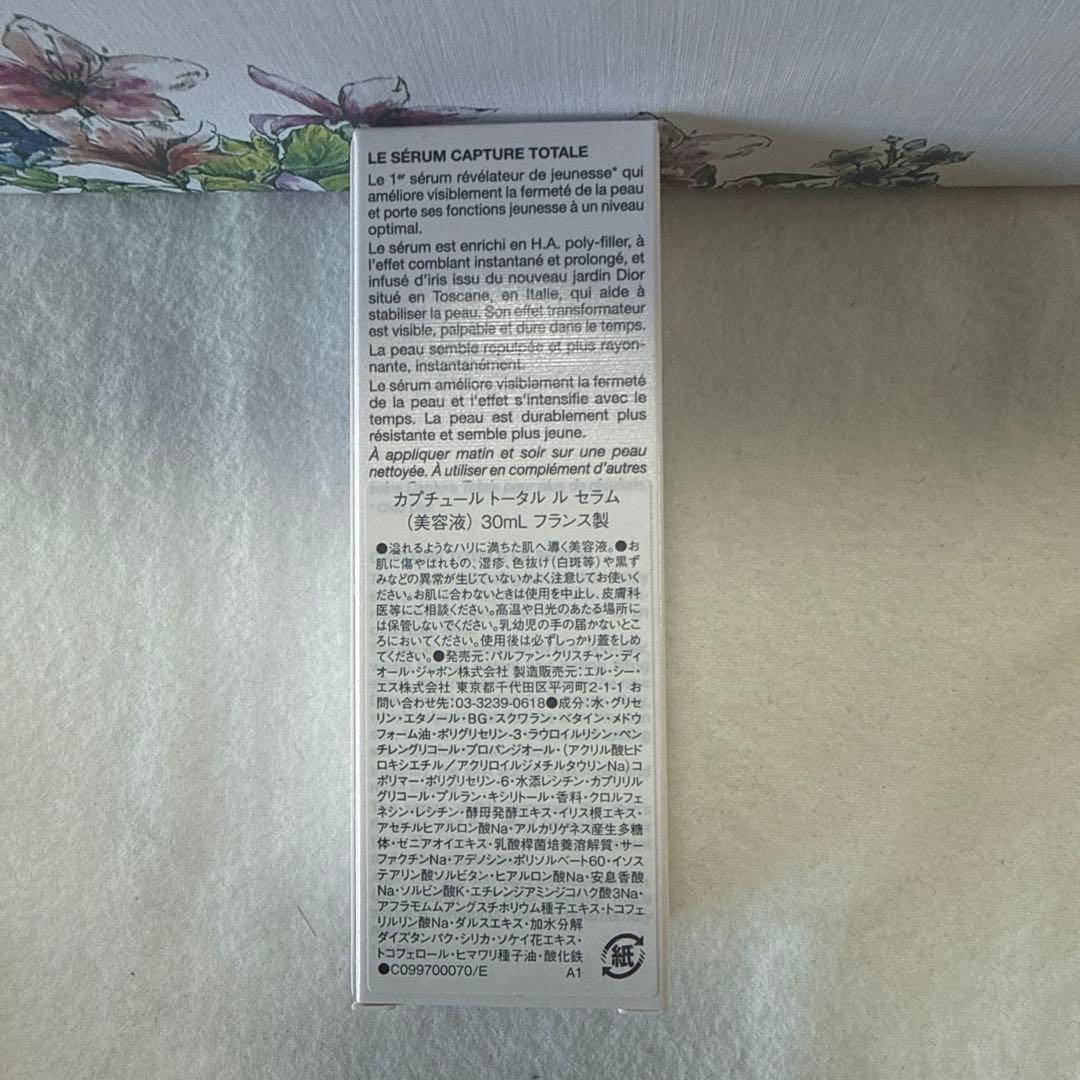 LE SÉRUM CAPTURE TOTALE
Le 1er sérum révélateur de jeunesse* qui
améliore visiblement la fermeté de la peau
et porte ses fonctions jeunesse à un niveau
optimal.
Le sérum est enrichi en H.A. poly-filler, à
l'effet comblant instantané et prolongé, et
infusé d'iris issu du nouveau jardin Dior
situé en Toscane, en Italie, qui aide à
stabiliser la peau. Son effet transformateur
est visible, palpable et dure dans le temps.
La peau semble repulpée et plus rayon-
nante, instantanément.
Le sérum améliore visiblement la fermeté
de la peau et l'effet s'intensifie avec le
temps. La peau est durablement plus
résistante et semble plus jeune.
À appliquer matin et soir sur une peau
nettoyée. À utiliser en complément d'autres
カプチュール トータル ル セラム
（美容液）30mL フランス製
●溢れるようなハリに満ちた肌へ導く美容液。●お
肌に傷やはれもの、湿疹、色抜け(白斑等)や黒ず
みなどの異常が生じていないかよく注意してお使いく
ださい。お肌に合わないときは使用を中止し、皮膚科
医等にご相談ください。高温や日光のあたる場所に
は保管しないでください。乳幼児の手の届かないとこ
ろにおいてください。使用後は必ずしっかり蓋をしめ
てください。●発売元:パルファン・クリスチャン・ディ
オール・ジャポン株式会社 製造販売元:エル・シー・
エス株式会社 東京都千代田区平河町2-1-1 お
問い合わせ先:03-3239-0618●成分:水・グリセ
リン・エタノール・BG・スクワラン・ベタイン・メドウ
フォーム油・ポリグリセリン-3・ラウロイルリシン・ペン
チレングリコール・プロパンジオール・(アクリル酸ヒド
ロキシエチル／アクリロイルジメチルタウリンNa)コ
ポリマー・ポリグリセリン-6・水添レシチン・カプリリル
グリコール・プルラン・キシリトール・香料・クロルフェ
ネシン・レシチン・酵母発酵エキス・イリス根エキス・
アセチルヒアルロン酸Na・アルカリゲネス産生多糖
体・ゼニアオイエキス・乳酸桿菌培養溶解質・サー
ファクチンNa・アデノシン・ポリソルベート60・イソス
テアリン酸ソルビタン・ヒアルロン酸Na・安息香酸
Na・ソルビン酸K・エチレンジアミンジコハク酸3Na・
アフラモムムアングスチホリウム種子エキス・トコフェ
リルリン酸Na・ダルスエキス・加水分解
ダイズタンパク・シリカ・ソケイ花エキス・
トコフェロール・ヒマワリ種子油・酸化鉄
●C099700070/E A1
紙